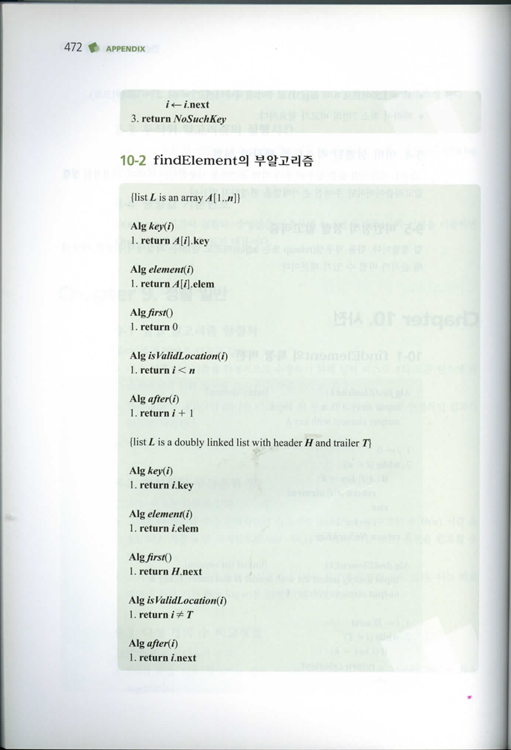 472 APPENDIX
i ← i.next
3. return NoSuchKey
10-2 findElement의 부알고리즘
{list L is an array A[1..n]}
Alg key(i)
1. return A[i].key
Alg element(i)
1. return A[i].elem
Alg first()
1. return 0
Alg isValidLocation(i)
1. return i < n
Alg after(i)
1. return i + 1
{list L is a doubly linked list with header H and trailer T}
Alg key(i)
1. return i.key
Alg element(i)
1. return i.elem
Alg first()
1. return H.next
Alg isValidLocation(i)
1. return i ≠ T
Alg after(i)
1. return i.next